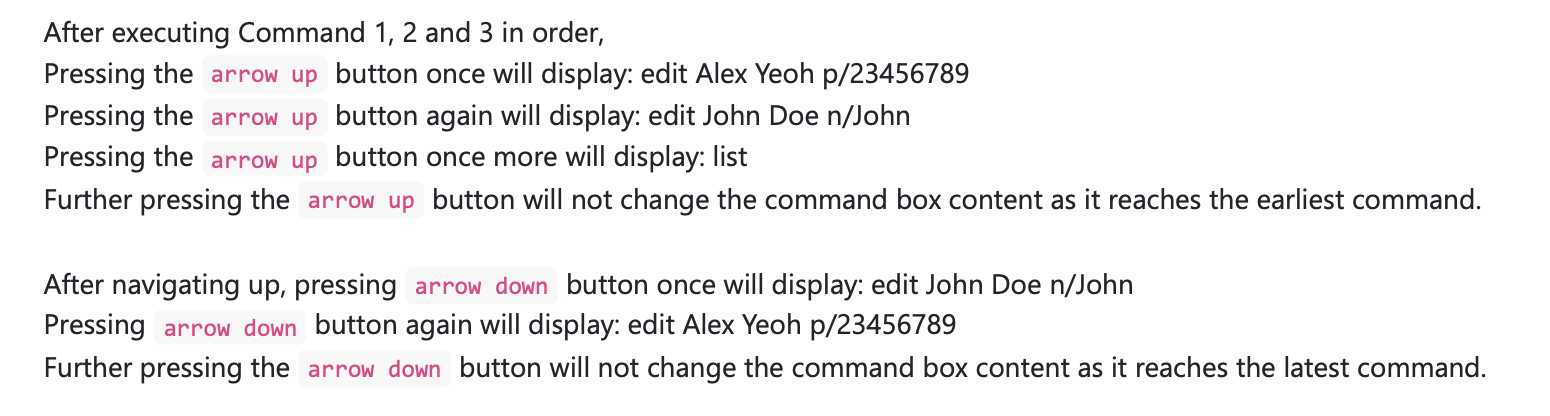 After executing Command 1, 2 and 3 in order,
Pressing the arrow up button once will display: edit Alex Yeoh p/23456789
Pressing the arrow up button again will display: edit John Doe n/John
Pressing the arrow up button once more will display: list
Further pressing the arrow up button will not change the command box content as it reaches the earliest command.
After navigating up, pressing arrow down button once will display: edit John Doe n/John
Pressing arrow down button again will display: edit Alex Yeoh p/23456789
Further pressing the arrow down button will not change the command box content as it reaches the latest command.